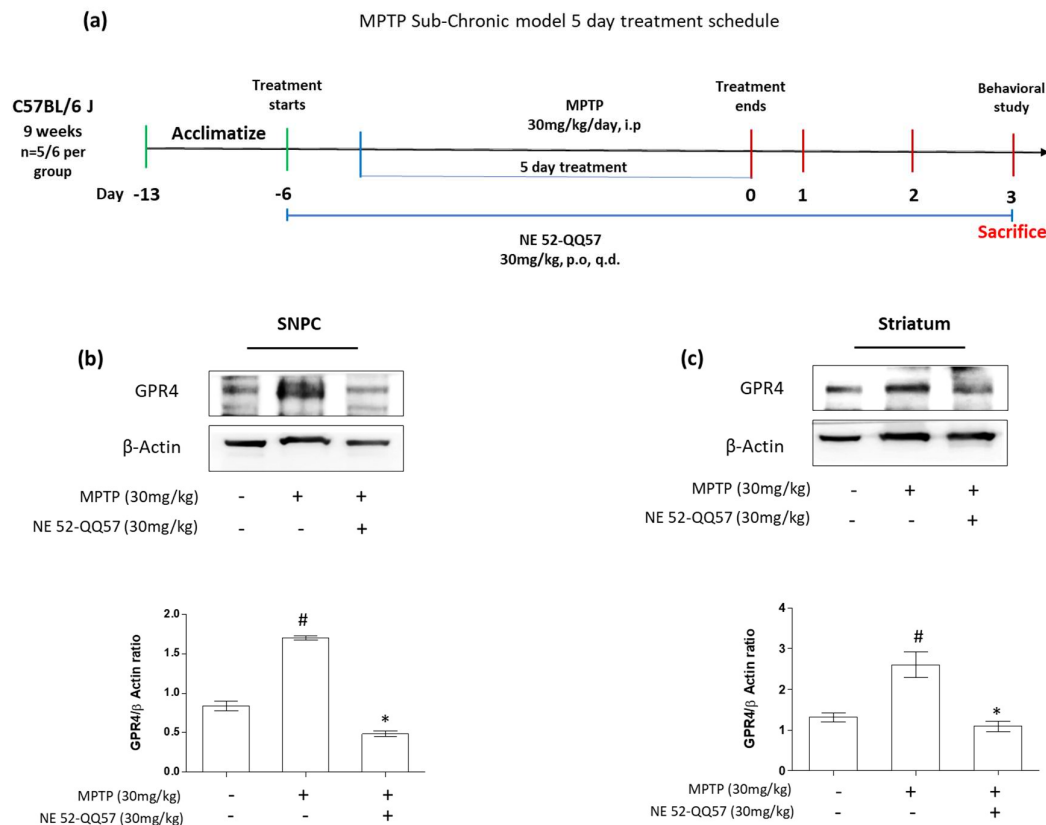 (a)
MPTP Sub-Chronic model 5 day treatment schedule
C57BL/6 J
9 weeks
n=5/6 per
group
Acclimatize
Treatment
starts
MPTP
30mg/kg/day, i.p
5 day treatment
Treatment
ends
Behavioral
study
Day -13 -6 0 1 2 3
Sacrifice
NE 52-QQ57
30mg/kg, p.o, q.d.
(b)
SNPC
GPR4
β-Actin
MPTP (30mg/kg) - + +
NE 52-QQ57 (30mg/kg) - - +
GPR4/β Actin ratio
2.0
1.5
1.0
0.5
0.0
#
*
MPTP (30mg/kg) - + +
NE 52-QQ57 (30mg/kg) - - +
(c)
Striatum
GPR4
β-Actin
MPTP (30mg/kg) - + +
NE 52-QQ57 (30mg/kg) - - +
GPR4/β Actin ratio
4
3
2
1
0
#
*
MPTP (30mg/kg) - + +
NE 52-QQ57 (30mg/kg) - - +